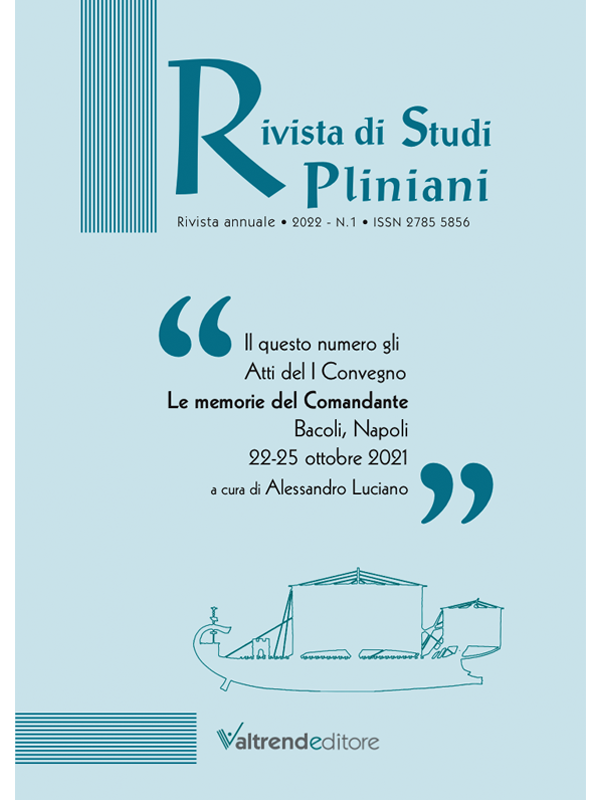 Rivista di Studi
Pliniani
Rivista annuale • 2022 - N.1 • ISSN 2785 5856
“ Il questo numero gli
Atti del I Convegno
Le memorie del Comandante
Bacoli, Napoli
22-25 ottobre 2021
a cura di Alessandro Luciano ”
Valtrendeditore